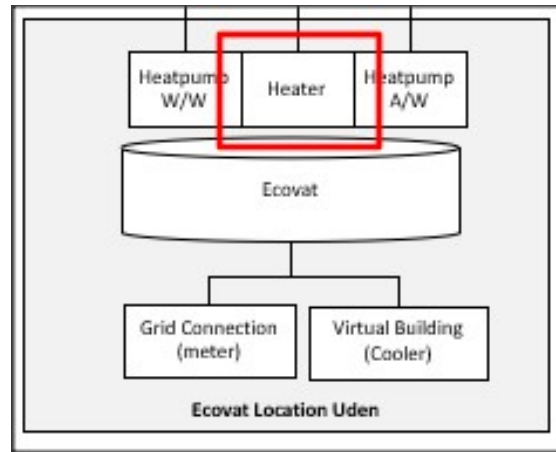 Heatpump
W/W
Heater
Heatpump
A/W
Ecovat
Grid Connection
(meter)
Virtual Building
(Cooler)
Ecovat Location Uden